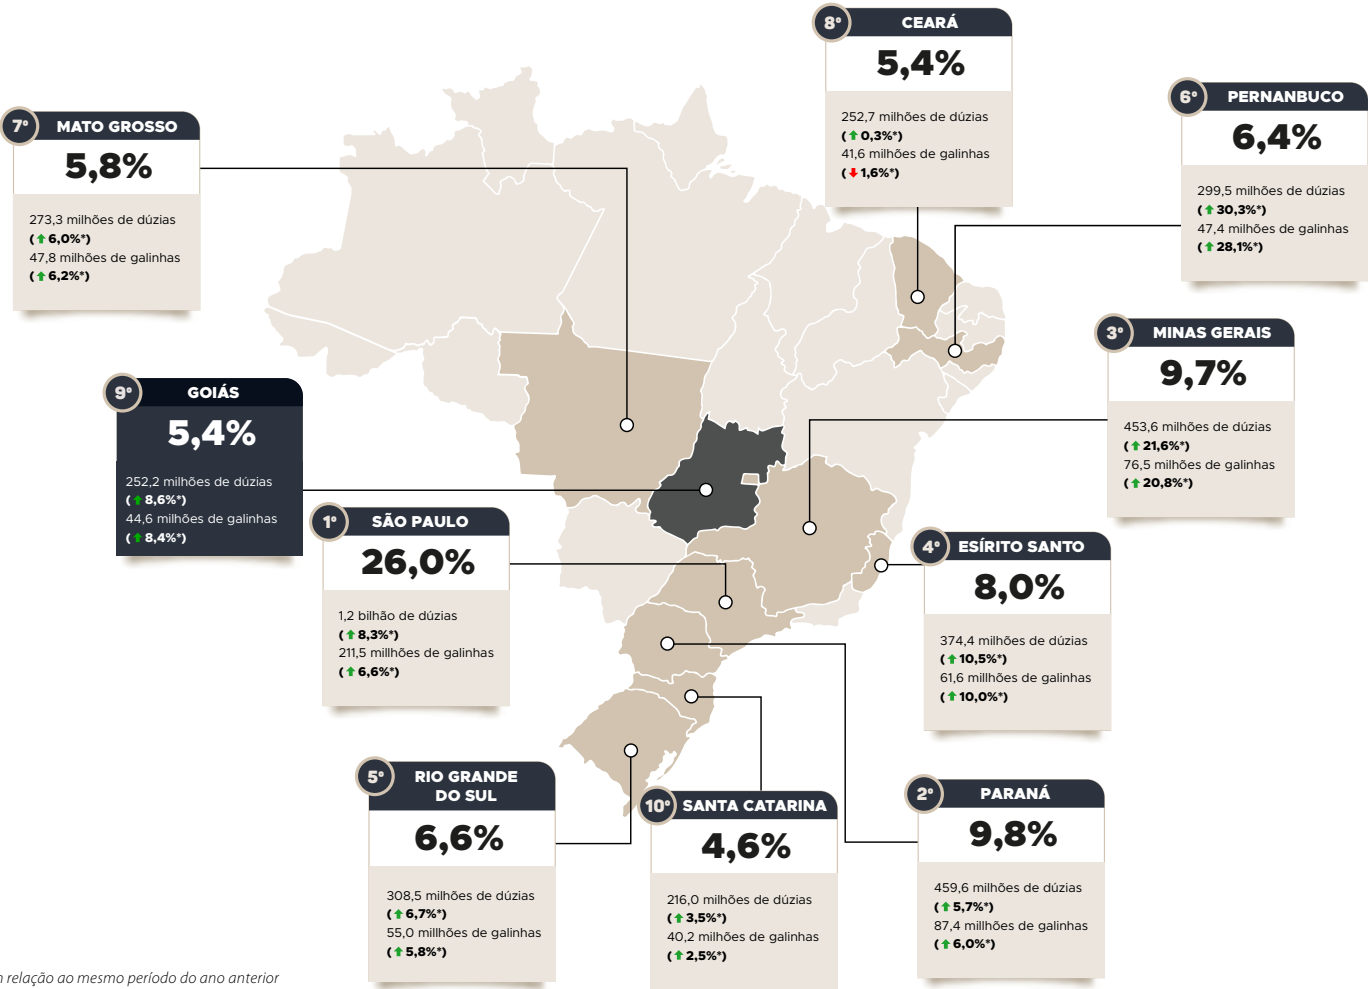 8º
CEARÁ
5,4%
252,7 milhões de dúzias
(⬆0,3%*)
41,6 milhões de galinhas
(⬇1,6%*)
6º
PERNANBUCO
6,4%
299,5 milhões de dúzias
(⬆30,3%*)
47,4 milhões de galinhas
(⬆28,1%*)
7º
MATO GROSSO
5,8%
273,3 milhões de dúzias
(⬆6,0%*)
47,8 milhões de galinhas
(⬆6,2%*)
3º
MINAS GERAIS
9,7%
453,6 milhões de dúzias
(⬆21,6%*)
76,5 milhões de galinhas
(⬆20,8%*)
9º
GOIÁS
5,4%
252,2 milhões de dúzias
(⬆8,6%*)
44,6 milhões de galinhas
(⬆8,4%*)
1º
SÃO PAULO
26,0%
1,2 bilhão de dúzias
(⬆8,3%*)
211,5 millhões de galinhas
(⬆6,6%*)
4º
ESÍRITO SANTO
8,0%
374,4 milhões de dúzias
(⬆10,5%*)
61,6 millhões de galinhas
(⬆10,0%*)
5º
RIO GRANDE
DO SUL
6,6%
308,5 milhões de dúzias
(⬆6,7%*)
55,0 millhões de galinhas
(⬆5,8%*)
10º
SANTA CATARINA
4,6%
216,0 milhões de dúzias
(⬆3,5%*)
40,2 milhões de galinhas
(⬆2,5%*)
2º
PARANÁ
9,8%
459,6 milhões de dúzias
(⬆5,7%*)
87,4 millhões de galinhas
(⬆6,0%*)
relação ao mesmo período do ano anterior